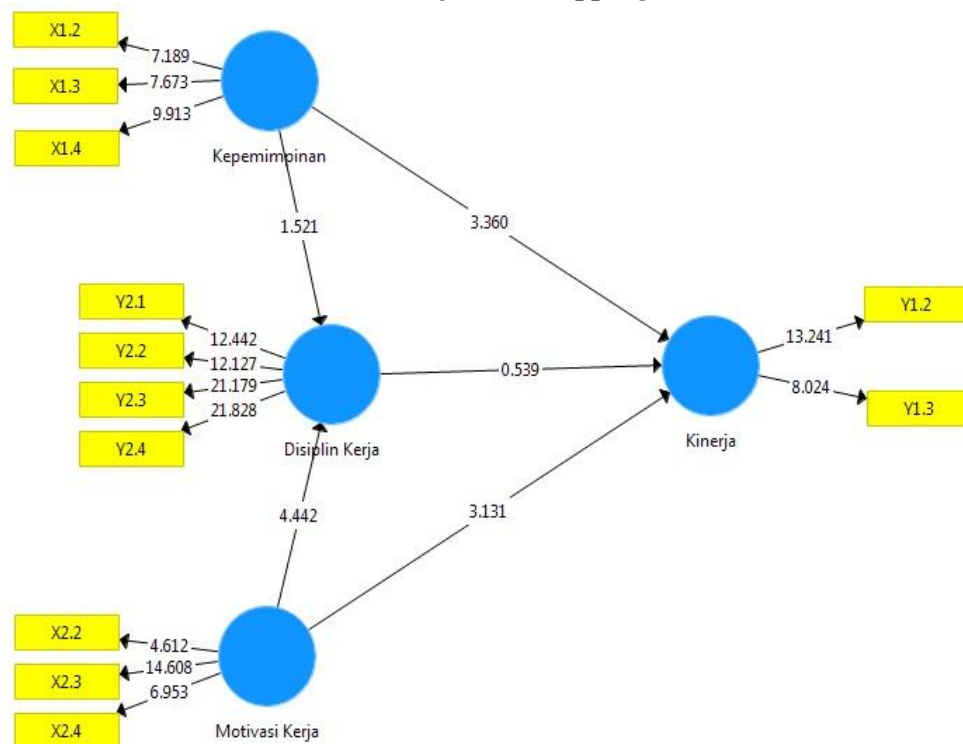 X1.2
7.189
X1.3
7.673
9.913
X1.4
Kepemimpinan
1.521
3.360
Y2.1
12.442
Y2.2
12.127
Y2.3
21.179
21.828
Y2.4
Disiplin Kerja
0.539
Y1.2
13.241
8.024
Y1.3
Kinerja
4.442
3.131
X2.2
4.612
X2.3
14.608
6.953
X2.4
Motivasi Kerja